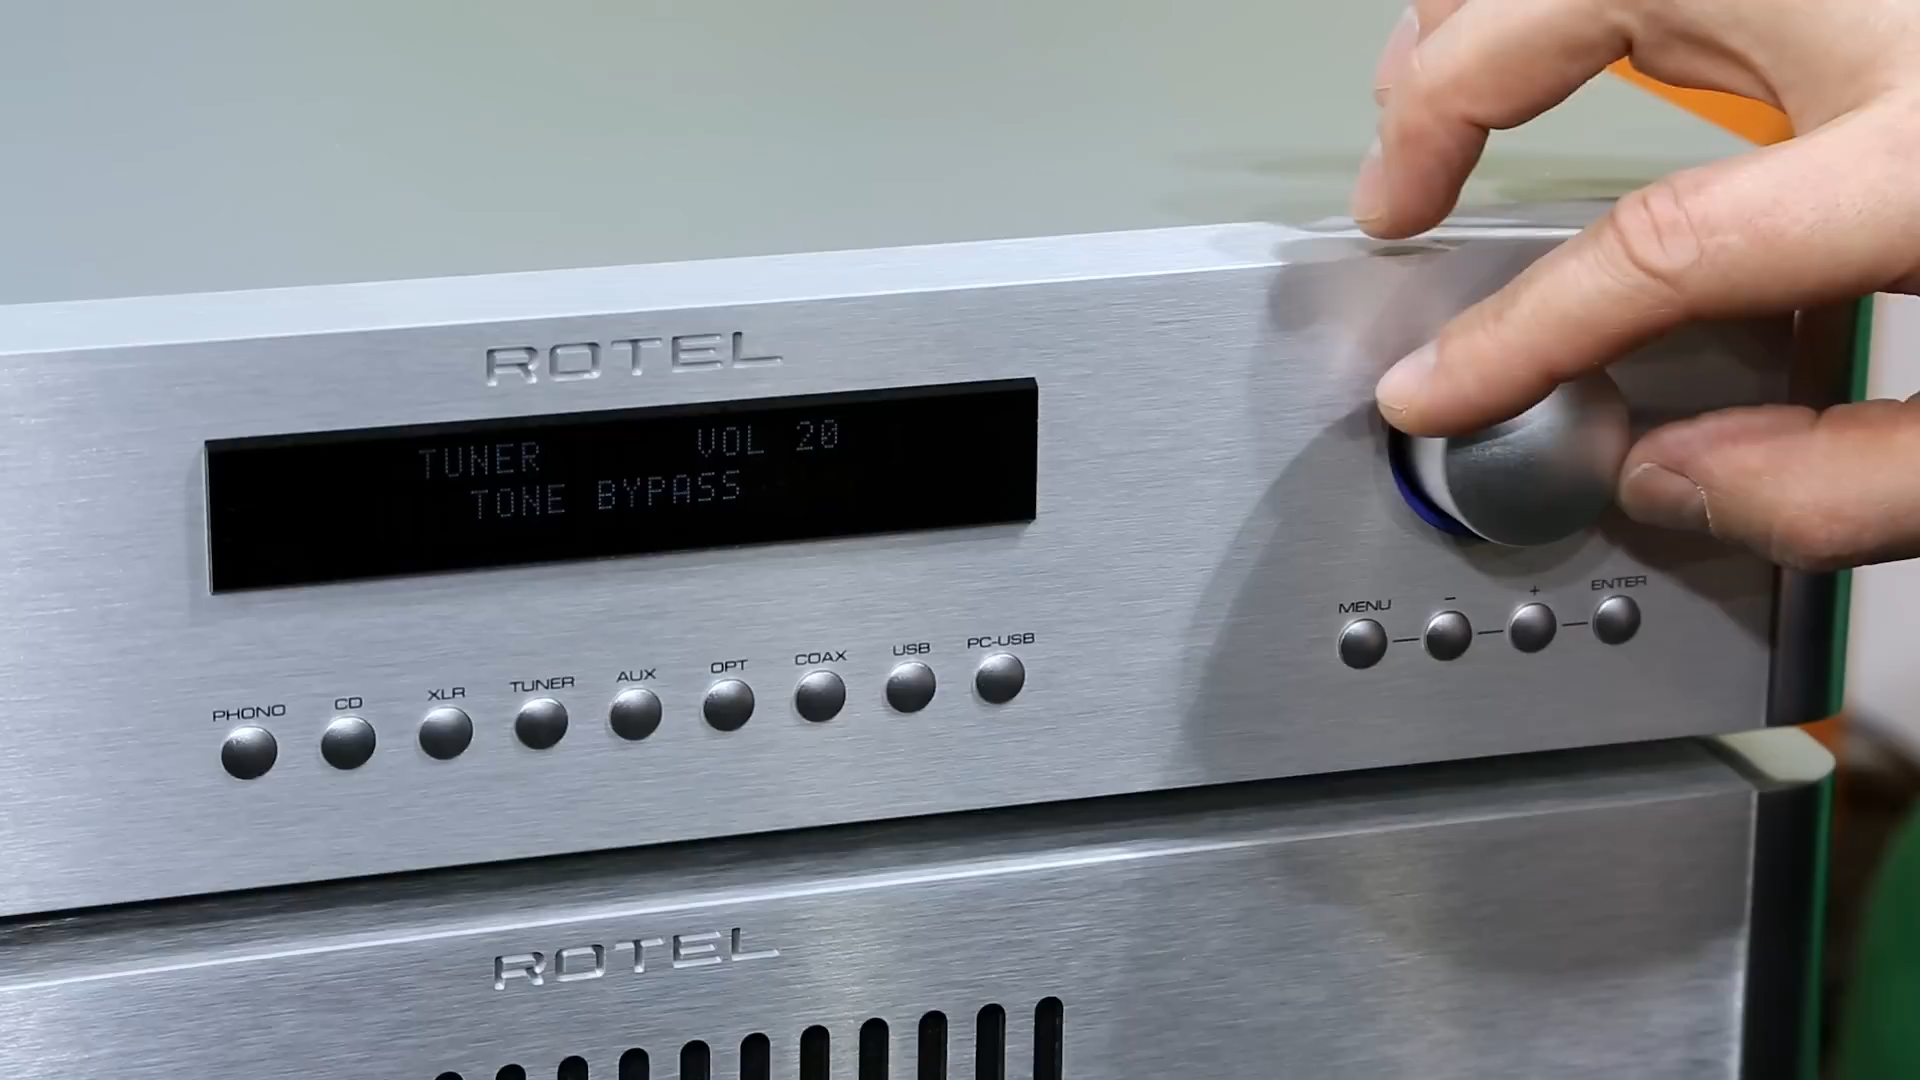 ROTEL
TUNER VOL 20
TONE BYPASS
MENU - + ENTER
PHONO CD XLR TUNER AUX OPT COAX USB PC-USB
ROTEL